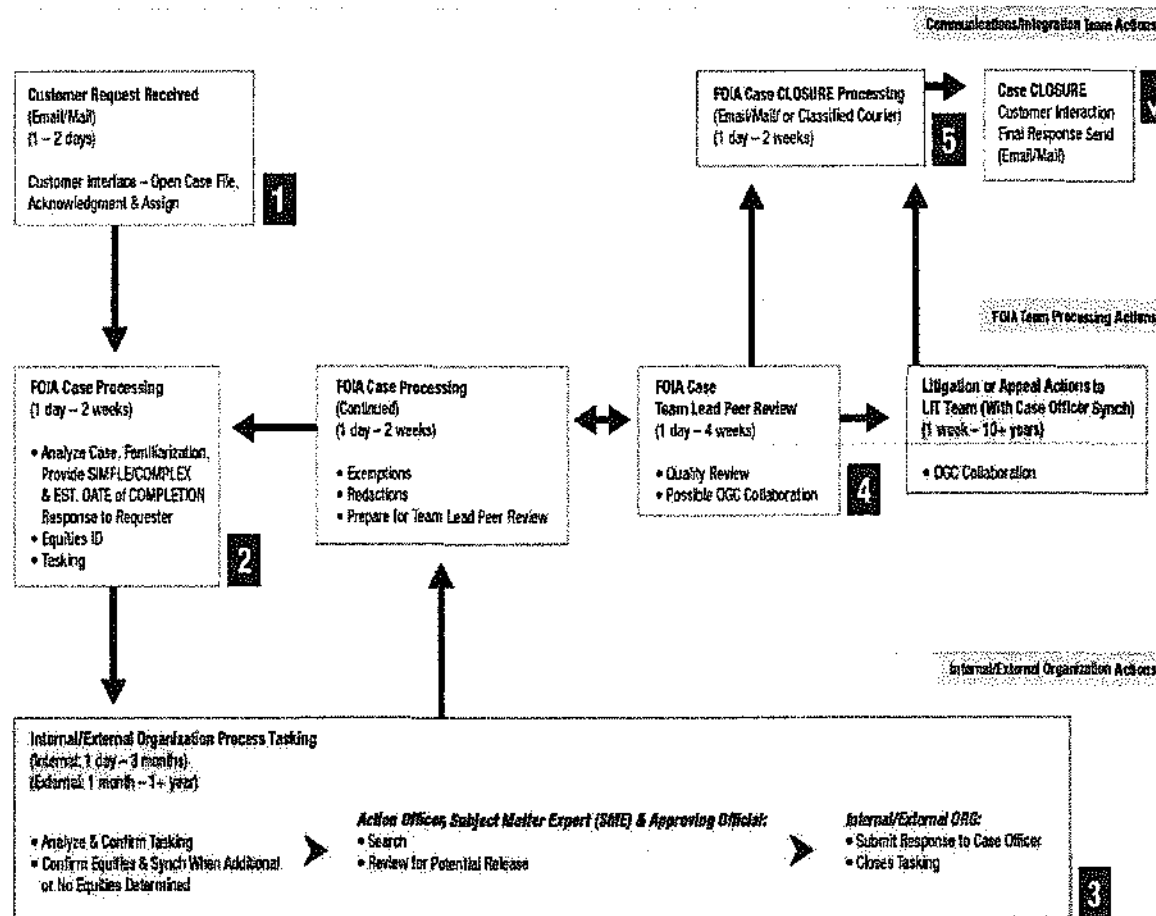 Communications/Integration Team Actions
Customer Request Received
(Email/Mail)
(1 – 2 days)
Customer Interface – Open Case File,
Acknowledgment & Assign
1
FOIA Case CLOSURE Processing
(Email/Mail/ or Classified Courier)
(1 day – 2 weeks)
5
Case CLOSURE
Customer Interaction
Final Response Send
(Email/Mail)
FOIA Team Processing Actions
FOIA Case Processing
(1 day – 2 weeks)
• Analyze Case, Familiarization,
Provide SIMPLE/COMPLEX
& EST. DATE of COMPLETION
Response to Requester
• Equities ID
• Tasking
2
FOIA Case Processing
(Continued)
(1 day – 2 weeks)
• Exemptions
• Redactions
• Prepare for Team Lead Peer Review
FOIA Case
Team Lead Peer Review
(1 day – 4 weeks)
• Quality Review
• Possible OGC Collaboration
4
Litigation or Appeal Actions to
LIT Team (With Case Officer Synch)
(1 week – 10+ years)
• OGC Collaboration
Internal/External Organization Actions
Internal/External Organization Process Tasking
(Internal: 1 day – 3 months)
(External: 1 month – 1+ year)
• Analyze & Confirm Tasking
• Confirm Equities & Synch When Additional
or No Equities Determined
Action Officer, Subject Matter Expert (SME) & Approving Official:
• Search
• Review for Potential Release
Internal/External ORG:
• Submit Response to Case Officer
• Closes Tasking
3